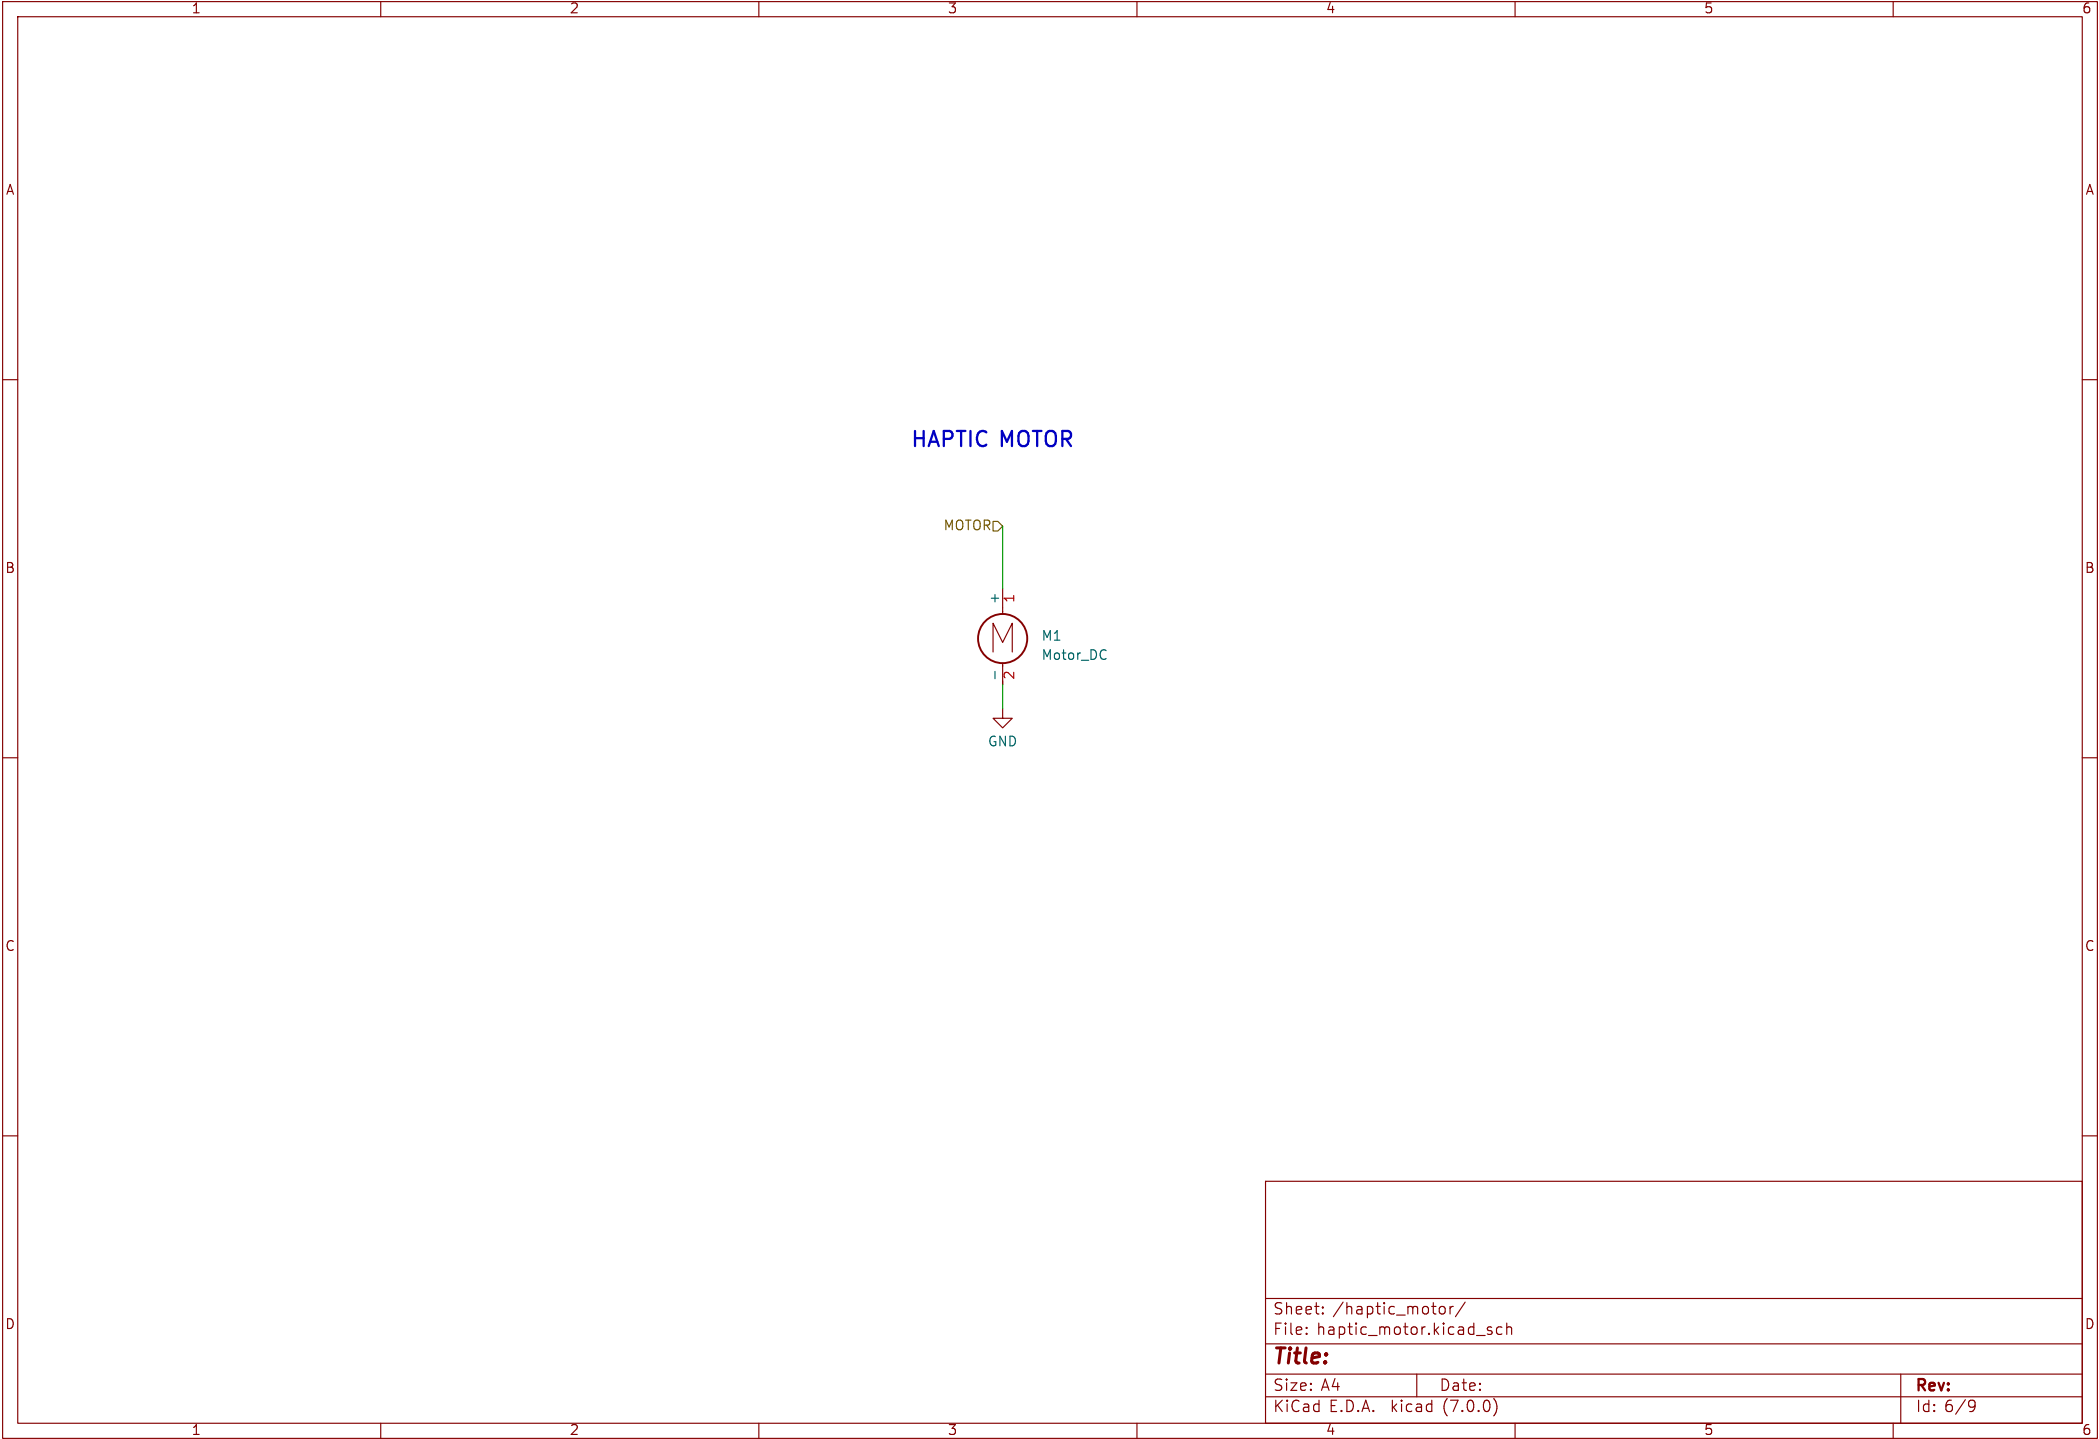 1 2 3 4 5 6
A A
HAPTIC MOTOR
MOTOR
B B
+ 1
M
M1
Motor_DC
- 2
GND
C C
Sheet: /haptic_motor/
File: haptic_motor.kicad_sch
D D
Title:
Size: A4 Date: Rev:
KiCad E.D.A. kicad (7.0.0) Id: 6/9
1 2 3 4 5 6